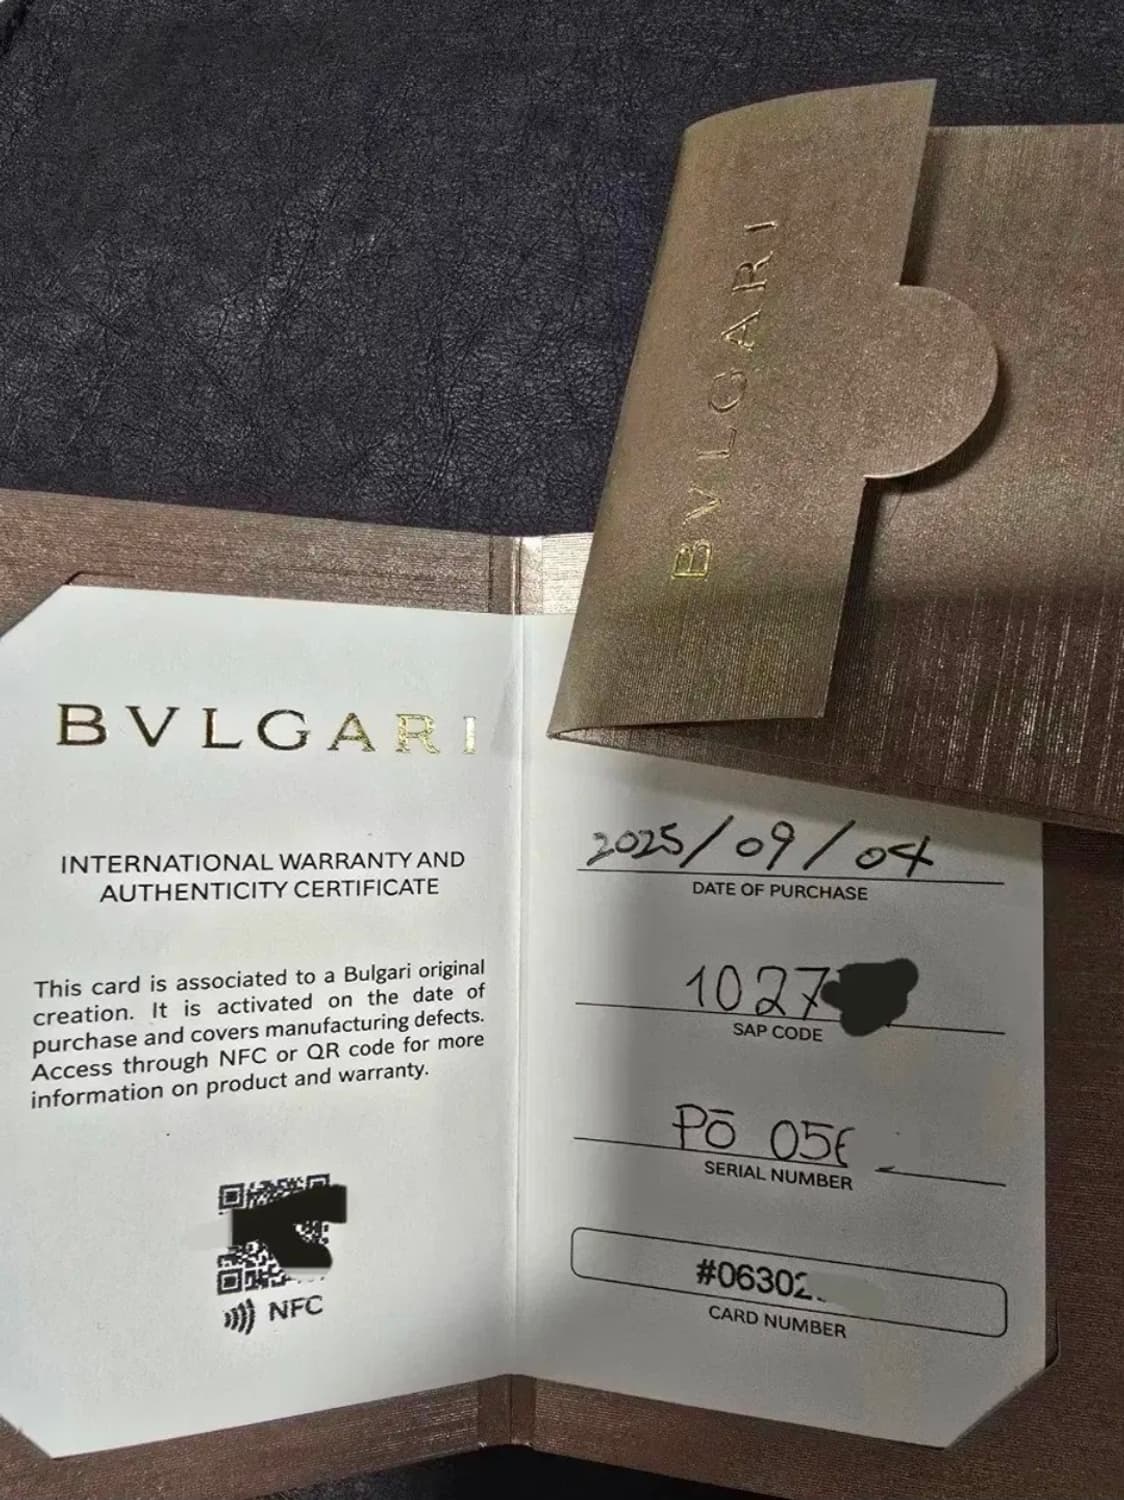 BVLGARI
BVLGARI
INTERNATIONAL WARRANTY AND
AUTHENTICITY CERTIFICATE
This card is associated to a Bulgari original
creation. It is activated on the date of
purchase and covers manufacturing defects.
Access through NFC or QR code for more
information on product and warranty.
NFC
2025/09/04
DATE OF PURCHASE
1027
SAP CODE
Pō 05
SERIAL NUMBER
#06302
CARD NUMBER